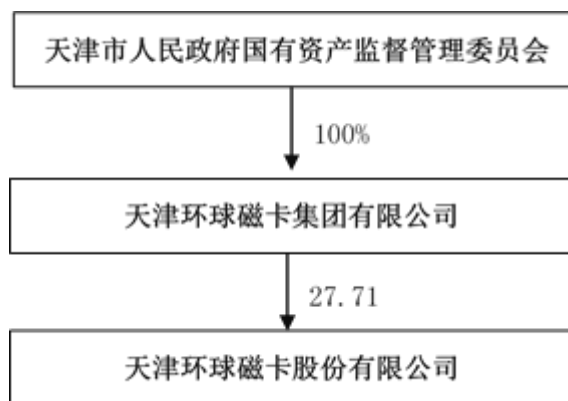 天津市人民政府国有资产监督管理委员会
100%
天津环球磁卡集团有限公司
27.71
天津环球磁卡股份有限公司